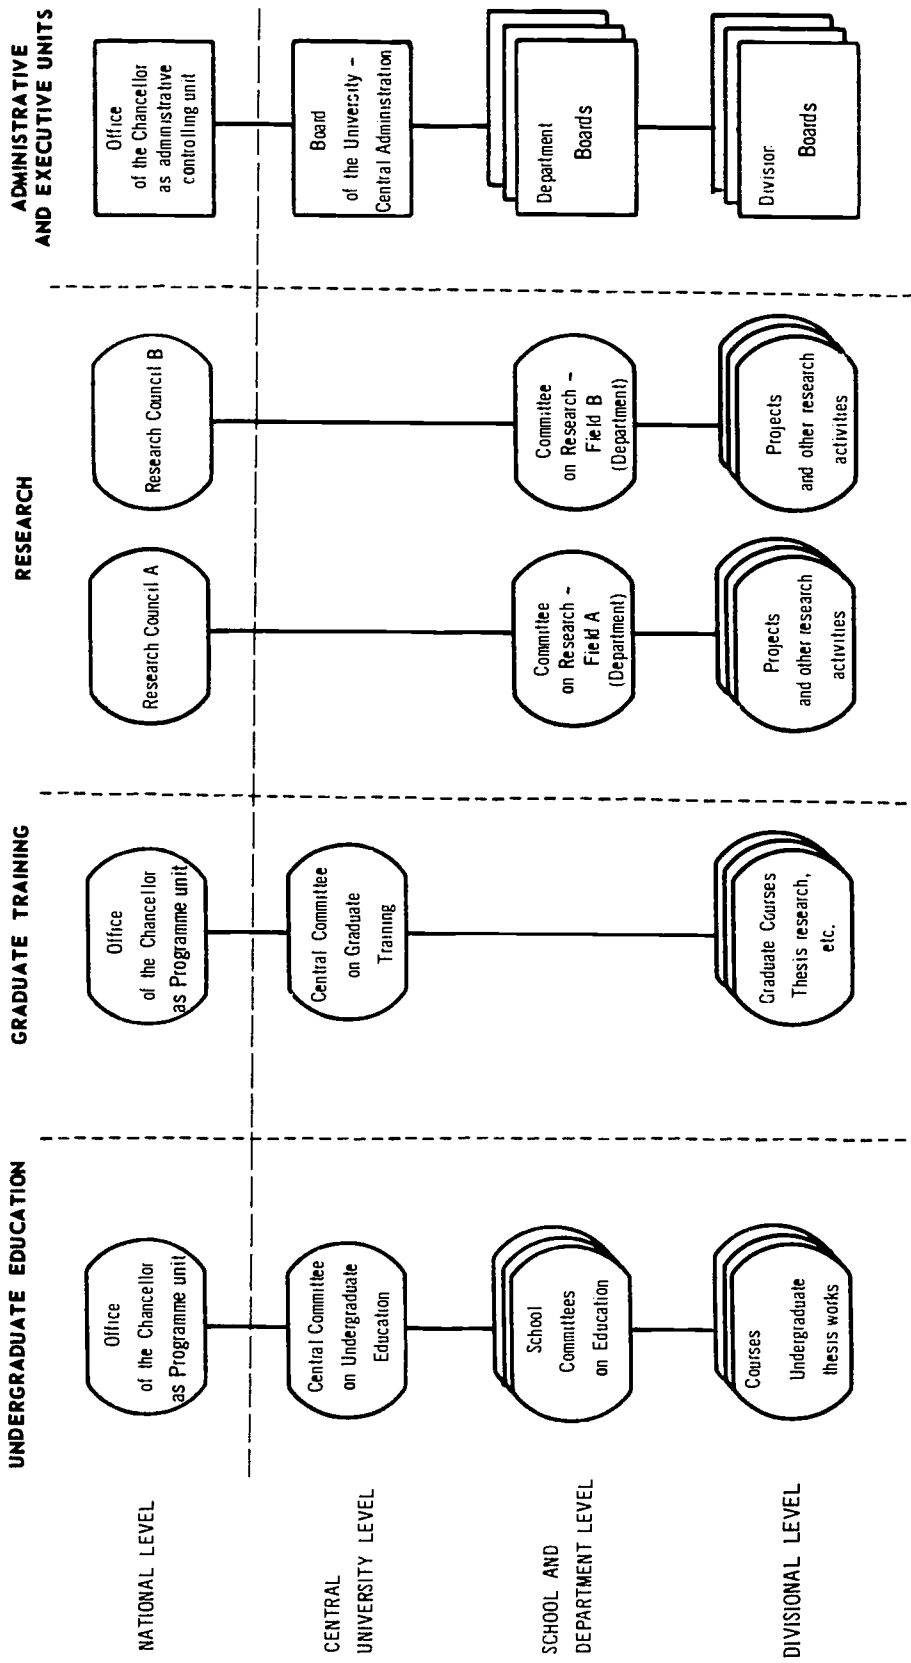 UNDERGRADUATE EDUCATION
GRADUATE TRAINING
RESEARCH
ADMINISTRATIVE
AND EXECUTIVE UNITS
NATIONAL LEVEL
Office
of the Chancellor
as Programme unit
Office
of the Chancellor
as Programme unit
Research Council A
Research Council B
Office
of the Chancellor
as administrative
controlling unit
CENTRAL
UNIVERSITY LEVEL
Central Committee
on Undergraduate
Education
Central Committee
on Graduate
Training
Board
of the University –
Central Administration
SCHOOL AND
DEPARTMENT LEVEL
School
Committees
on Education
Committee
on Research –
Field A
(Department)
Committee
on Research –
Field B
(Department)
Department
Boards
DIVISIONAL LEVEL
Courses
Undergraduate
thesis works
Graduate Courses
Thesis research,
etc.
Projects
and other research
activities
Projects
and other research
activities
Division
Boards